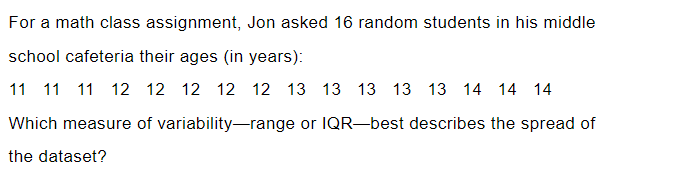 For a math class assignment, Jon asked 16 random students in his middle
school cafeteria their ages (in years):
11 11 11 12 12 12 12 12 13 13 13 13 13 14 14 14
Which measure of variability—range or IQR—best describes the spread of
the dataset?